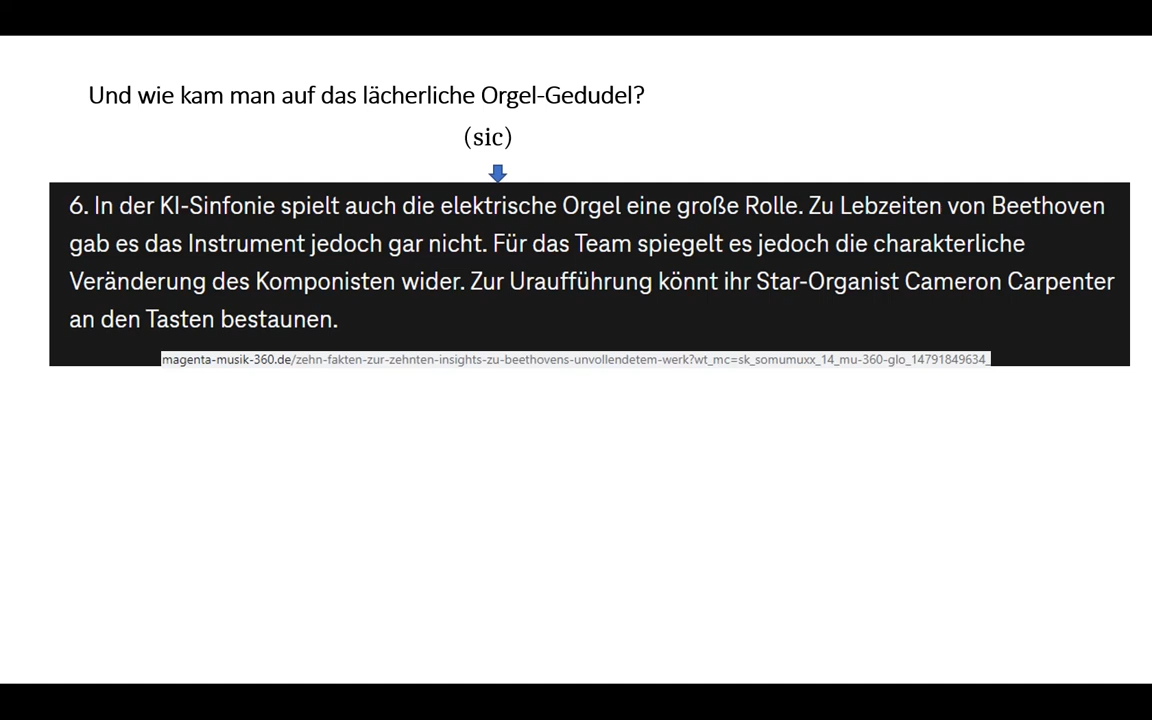 Und wie kam man auf das lächerliche Orgel-Gedudel?
(sic)
6. In der KI-Sinfonie spielt auch die elektrische Orgel eine große Rolle. Zu Lebzeiten von Beethoven
gab es das Instrument jedoch gar nicht. Für das Team spiegelt es jedoch die charakterliche
Veränderung des Komponisten wider. Zur Uraufführung könnt ihr Star-Organist Cameron Carpenter
an den Tasten bestaunen.
magenta-musik-360.de/zehn-fakten-zur-zehnten-insights-zu-beethovens-unvollendetem-werk?wt_mc=sk_somumuxx_14_mu-360-glo_14791849634_